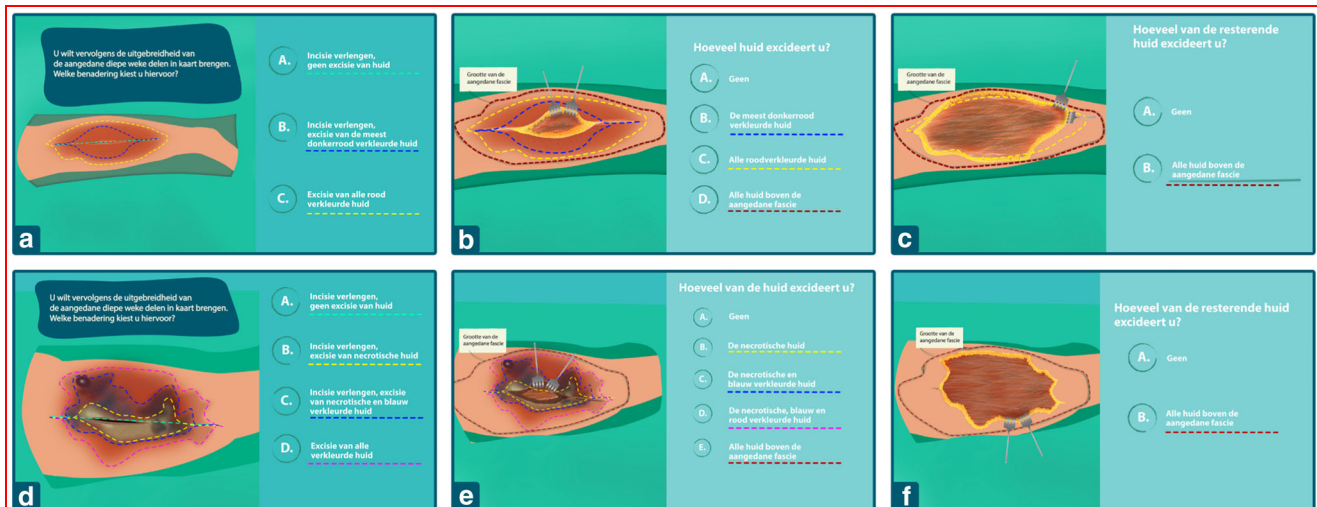 U wilt vervolgens de uitgebreidheid van
de aangedane diepe weke delen in kaart brengen.
Welke benadering kiest u hiervoor?
A.
Incisie verlengen,
geen excisie van huid
B.
Incisie verlengen,
excisie van de meest
donkerrood verkleurde huid
C.
Excisie van alle rood
verkleurde huid
a
Grootte van de
aangedane fascie
Hoeveel huid excideert u?
A.
Geen
B.
De meest donkerrood
verkleurde huid
C.
Alle roodverkleurde huid
D.
Alle huid boven de
aangedane fascie
b
Grootte van de
aangedane fascie
Hoeveel van de resterende
huid excideert u?
A.
Geen
B.
Alle huid boven de
aangedane fascie
c
U wilt vervolgens de uitgebreidheid van
de aangedane diepe weke delen in kaart brengen.
Welke benadering kiest u hiervoor?
A.
Incisie verlengen,
geen excisie van huid
B.
Incisie verlengen,
excisie van necrotische huid
C.
Incisie verlengen, excisie
van necrotische en blauw
verkleurde huid
D.
Excisie van alle
verkleurde huid
d
Grootte van de
aangedane fascie
Hoeveel van de huid excideert u?
A.
Geen
B.
De necrotische huid
C.
De necrotische en
blauw verkleurde huid
D.
De necrotische, blauw en
rood verkleurde huid
E.
Alle huid boven de
aangedane fascie
e
Grootte van de
aangedane fascie
Hoeveel van de resterende huid
excideert u?
A.
Geen
B.
Alle huid boven de
aangedane fascie
f